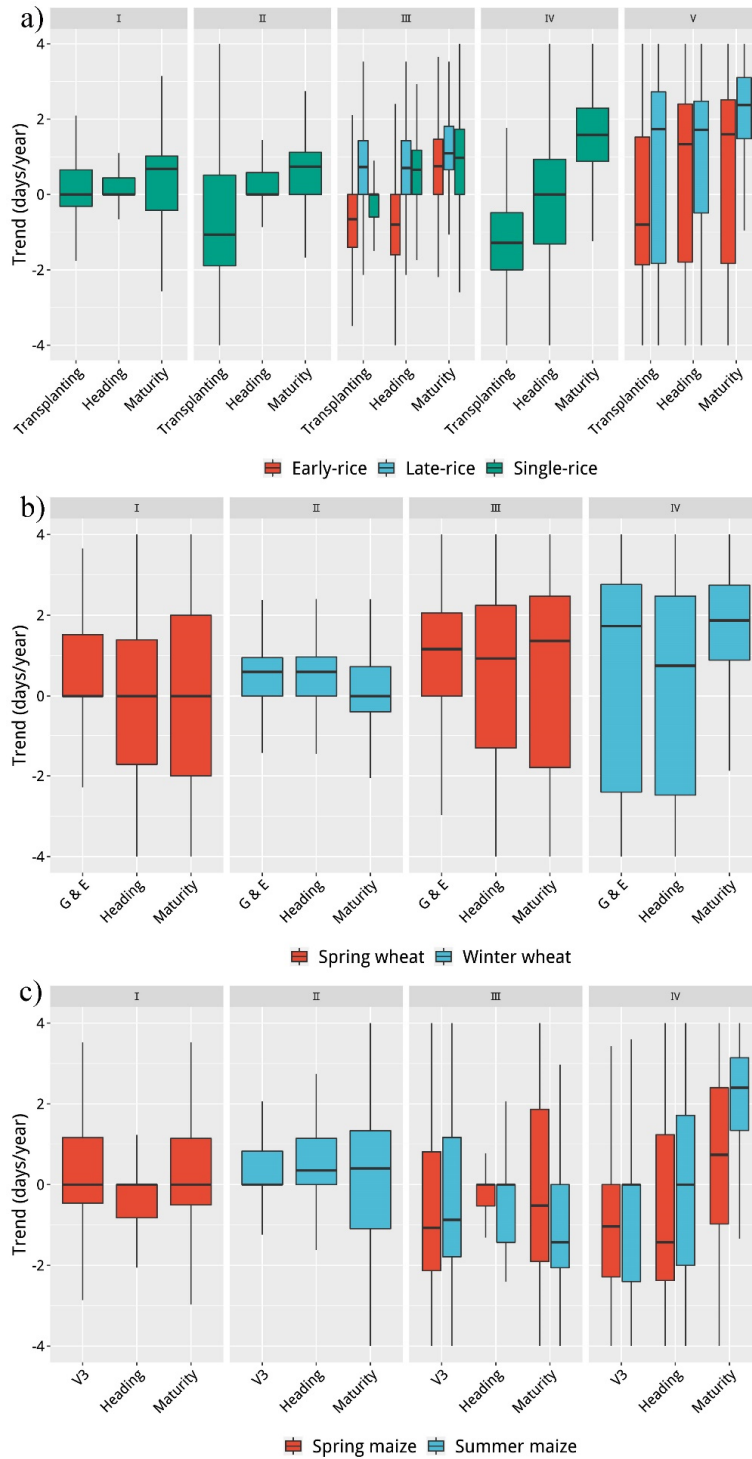 a)
I II III IV V
Trend (days/year)
4
2
0
-2
-4
Transplanting Heading Maturity Transplanting Heading Maturity Transplanting Heading Maturity Transplanting Heading Maturity Transplanting Heading Maturity
Early-rice Late-rice Single-rice
b)
I II III IV
Trend (days/year)
4
2
0
-2
-4
G & E Heading Maturity G & E Heading Maturity G & E Heading Maturity G & E Heading Maturity
Spring wheat Winter wheat
c)
I II III IV
Trend (days/year)
4
2
0
-2
-4
V3 Heading Maturity V3 Heading Maturity V3 Heading Maturity V3 Heading Maturity
Spring maize Summer maize